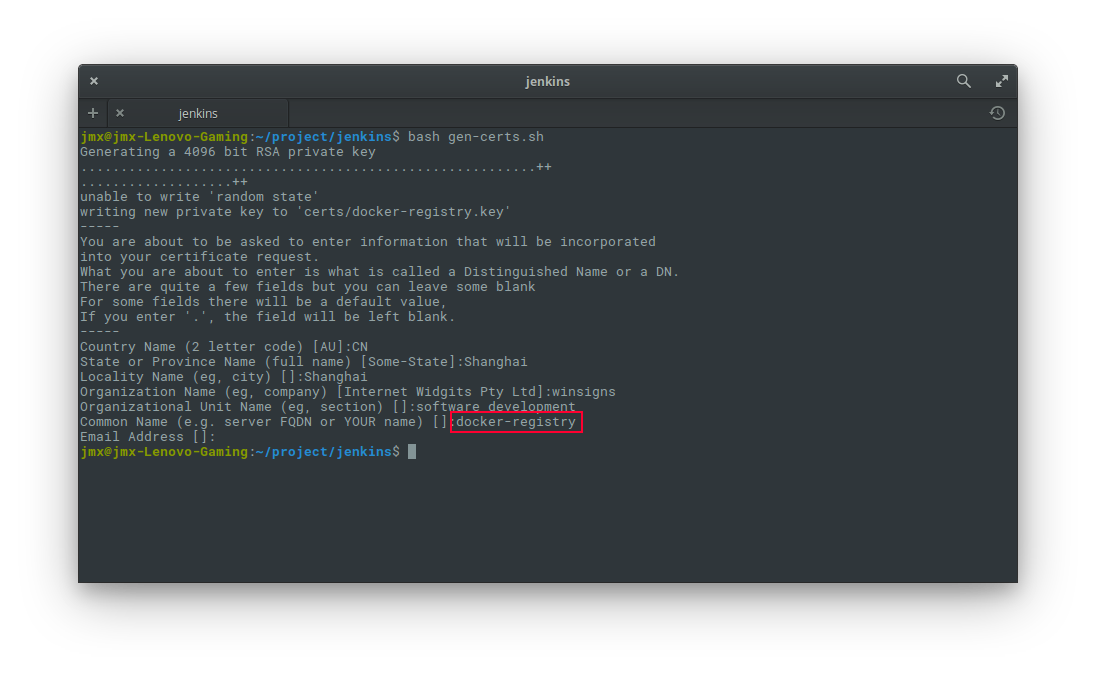 jenkins
jenkins
jmx@jmx-Lenovo-Gaming:~/project/jenkins$ bash gen-certs.sh
Generating a 4096 bit RSA private key
.........................................................++
...................++
unable to write 'random state'
writing new private key to 'certs/docker-registry.key'
-----
You are about to be asked to enter information that will be incorporated
into your certificate request.
What you are about to enter is what is called a Distinguished Name or a DN.
There are quite a few fields but you can leave some blank
For some fields there will be a default value,
If you enter '.', the field will be left blank.
-----
Country Name (2 letter code) [AU]:CN
State or Province Name (full name) [Some-State]:Shanghai
Locality Name (eg, city) []:Shanghai
Organization Name (eg, company) [Internet Widgits Pty Ltd]:winsigns
Organizational Unit Name (eg, section) []:software development
Common Name (e.g. server FQDN or YOUR name) []:docker-registry
Email Address []:
jmx@jmx-Lenovo-Gaming:~/project/jenkins$